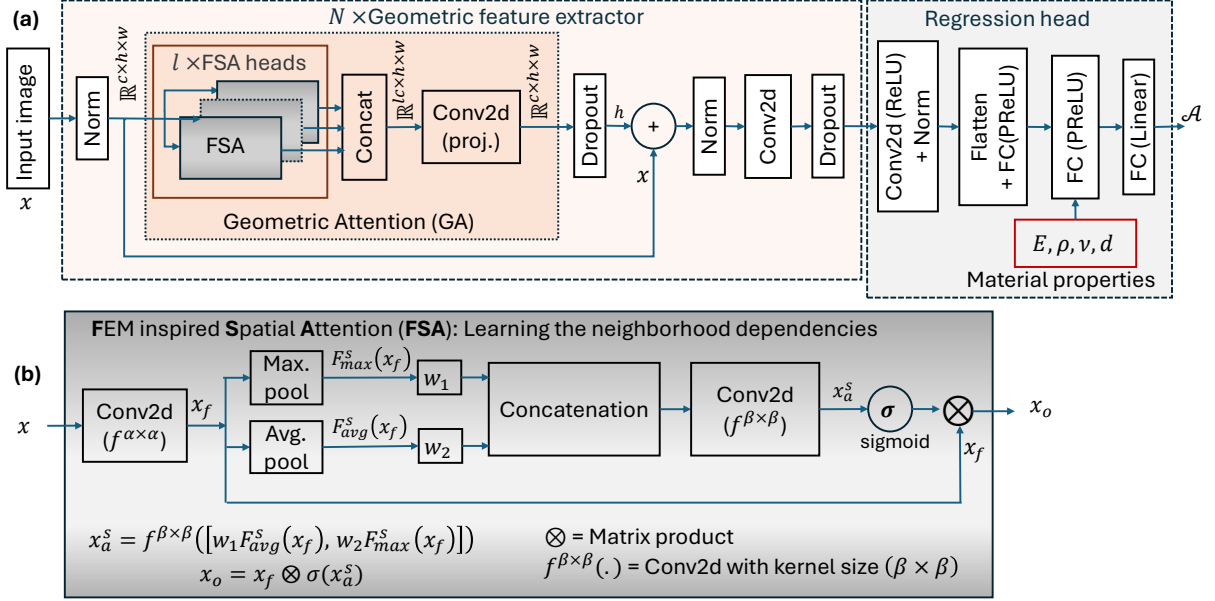 (a)
N ×Geometric feature extractor
Regression head
Input image
x
Norm
ℝ^{c×h×w}
l ×FSA heads
FSA
Concat
ℝ^{lc×h×w}
Conv2d
(proj.)
ℝ^{c×h×w}
Geometric Attention (GA)
Dropout
h
+
x
Norm
Conv2d
Dropout
Conv2d (ReLU)
+ Norm
Flatten
+ FC(PReLU)
FC (PReLU)
FC (Linear)
𝒜
E, ρ, ν, d
Material properties
(b)
FEM inspired Spatial Attention (FSA): Learning the neighborhood dependencies
x
Conv2d
(f^{α×α})
x_f
Max.
pool
F^s_{max}(x_f)
w_1
Avg.
pool
F^s_{avg}(x_f)
w_2
Concatenation
Conv2d
(f^{β×β})
x^s_a
σ
sigmoid
⊗
x_f
x_o
x^s_a = f^{β×β}([w_1F^s_{avg}(x_f), w_2F^s_{max}(x_f)])
x_o = x_f ⊗ σ(x^s_a)
⊗ = Matrix product
f^{β×β}(.) = Conv2d with kernel size (β × β)